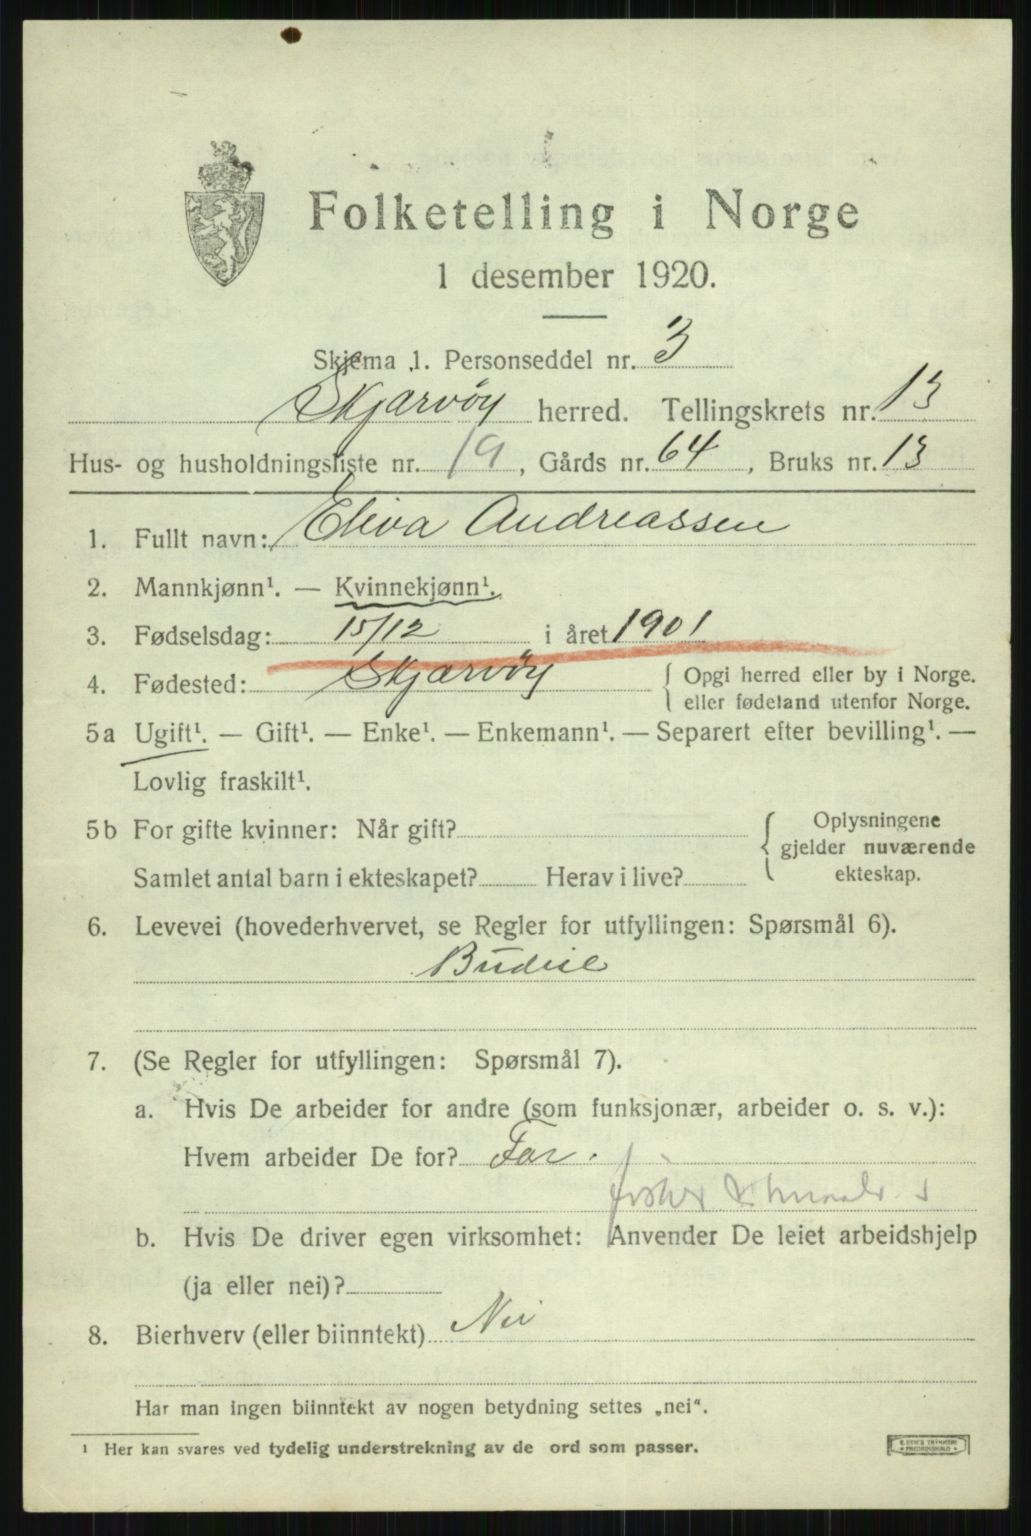 Folketelling i Norge
1 desember 1920.
Skjema 1. Personseddel nr. 3
Skjærvøy herred. Tellingskrets nr. 13
Hus- og husholdningsliste nr. 19, Gårds nr. 64, Bruks nr. 13
1. Fullt navn: Eliva Andreassen
2. Mannkjønn¹. — Kvinnekjønn¹.
3. Fødselsdag: 15/12 i året 1901
4. Fødested: Skjærvøy { Opgi herred eller by i Norge.
eller fødeland utenfor Norge.
5a Ugift¹. — Gift¹. — Enke¹. — Enkemann¹. — Separert efter bevilling¹. —
Lovlig fraskilt¹.
5b For gifte kvinner: Når gift? { Oplysningene
gjelder nuværende
Samlet antal barn i ekteskapet? Herav i live? ekteskap.
6. Levevei (hovederhvervet, se Regler for utfyllingen: Spørsmål 6).
Budeie
7. (Se Regler for utfyllingen: Spørsmål 7).
a. Hvis De arbeider for andre (som funksjonær, arbeider o. s. v.):
Hvem arbeider De for? Far.
fisker
b. Hvis De driver egen virksomhet: Anvender De leiet arbeidshjelp
(ja eller nei)?
8. Bierhverv (eller biinntekt) Nei
Har man ingen biinntekt av nogen betydning settes „nei".
¹ Her kan svares ved tydelig understrekning av de ord som passer.